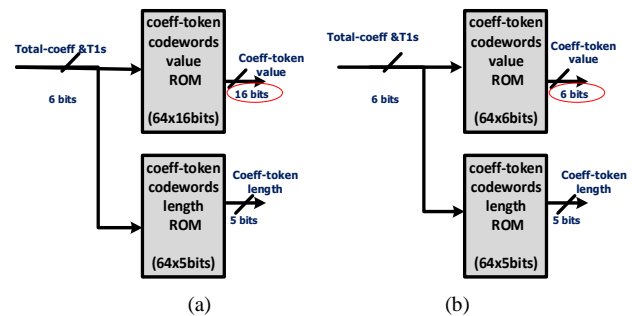 coeff-token
codewords
value
ROM
(64x16bits)
Total-coeff &T1s
6 bits
Coeff-token
value
16 bits
coeff-token
codewords
length
ROM
(64x5bits)
Coeff-token
length
5 bits
(a)
coeff-token
codewords
value
ROM
(64x6bits)
Total-coeff &T1s
6 bits
Coeff-token
value
6 bits
coeff-token
codewords
length
ROM
(64x5bits)
Coeff-token
length
5 bits
(b)